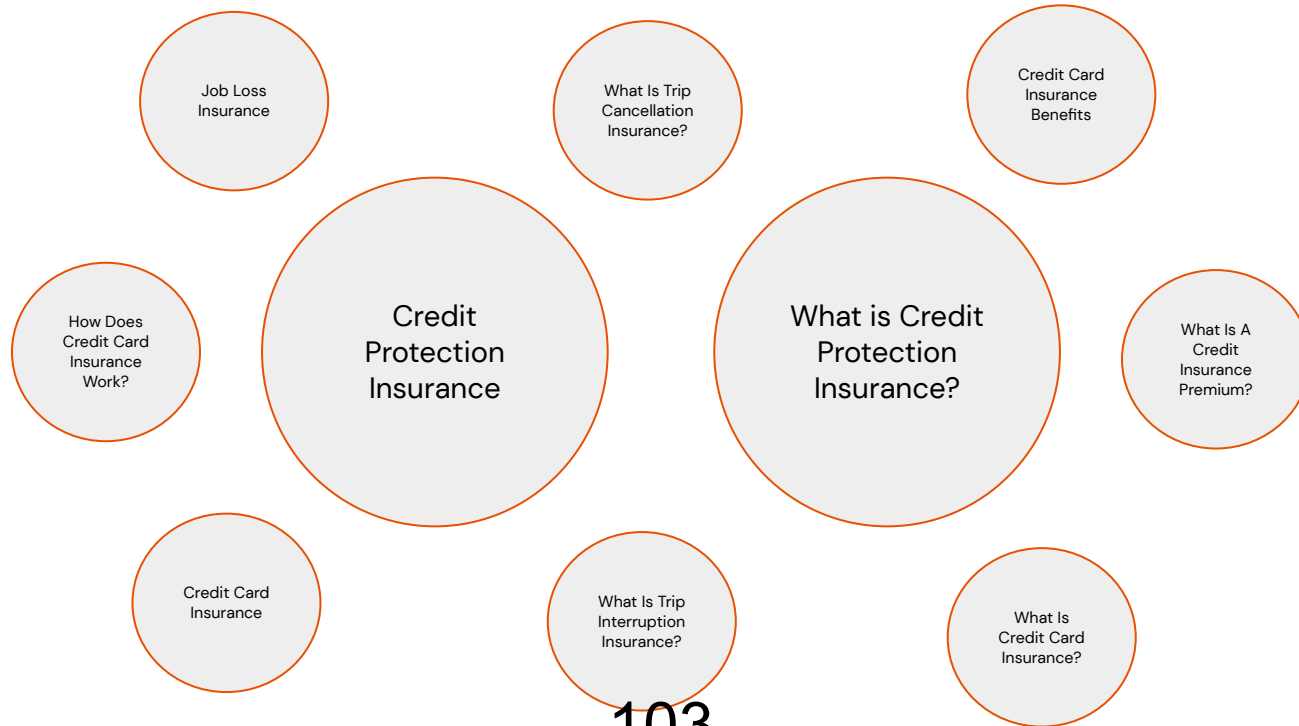 Job Loss
Insurance
What Is Trip
Cancellation
Insurance?
Credit Card
Insurance
Benefits
How Does
Credit Card
Insurance
Work?
Credit
Protection
Insurance
What is Credit
Protection
Insurance?
What Is A
Credit
Insurance
Premium?
Credit Card
Insurance
What Is Trip
Interruption
Insurance?
What Is
Credit Card
Insurance?
103